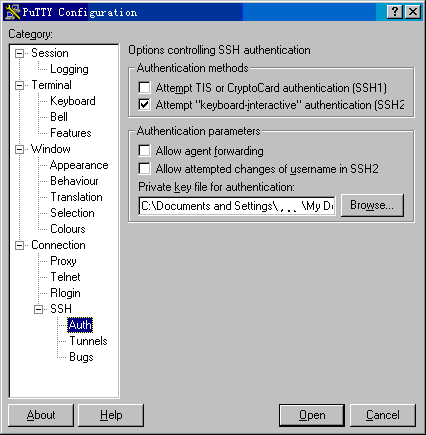 PuTTY Configuration
Category:
Session
Logging
Terminal
Keyboard
Bell
Features
Window
Appearance
Behaviour
Translation
Selection
Colours
Connection
Proxy
Telnet
Rlogin
SSH
Auth
Tunnels
Bugs
Options controlling SSH authentication
Authentication methods
Attempt TIS or CryptoCard authentication (SSH1)
Attempt "keyboard-interactive" authentication (SSH2
Authentication parameters
Allow agent forwarding
Allow attempted changes of username in SSH2
Private key file for authentication:
C:\Documents and Settings\...\My D
Browse...
About
Help
Open
Cancel